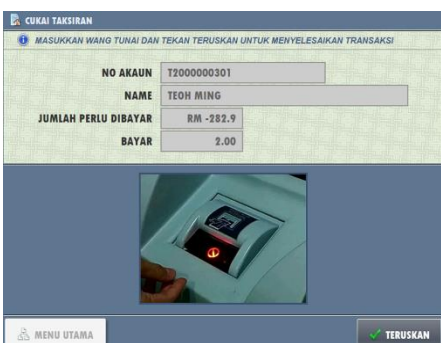 CUKAI TAKSIRAN
MASUKKAN WANG TUNAI DAN TEKAN TERUSKAN UNTUK MENYELESAIKAN TRANSAKSI
NO AKAUN T2000000301
NAME TEOH MING
JUMLAH PERLU DIBAYAR RM -282.9
BAYAR 2.00
MENU UTAMA
TERUSKAN